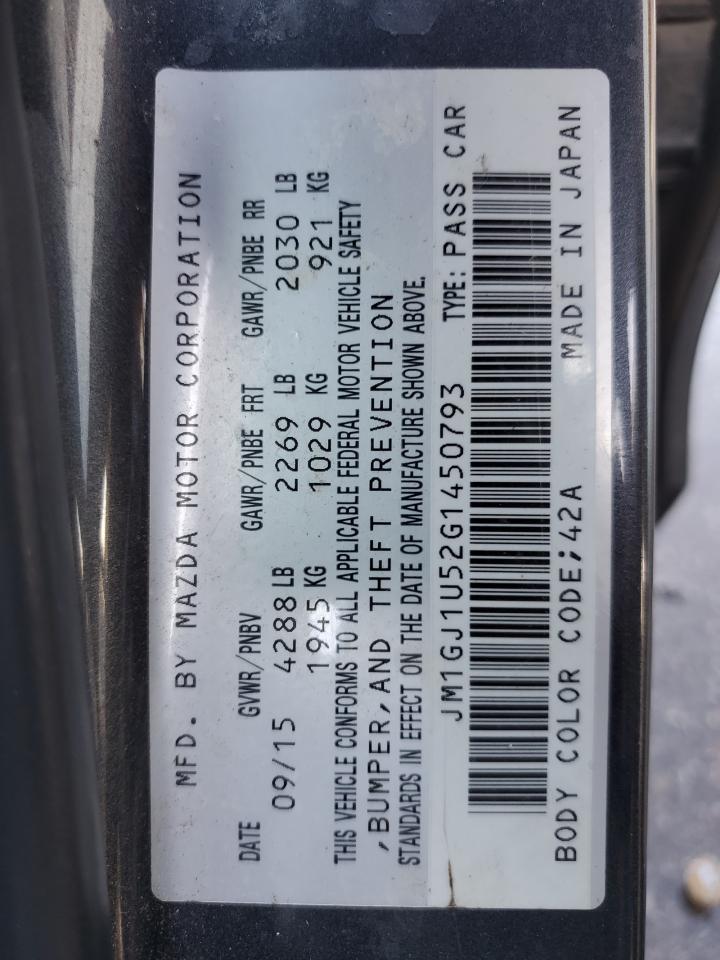 MFD. BY MAZDA MOTOR CORPORATION
DATE GVWR/PNBV GAWR/PNBE FRT GAWR/PNBE RR
09/15 4288 LB 2269 LB 2030 LB
1945 KG 1029 KG 921 KG
THIS VEHICLE CONFORMS TO ALL APPLICABLE FEDERAL MOTOR VEHICLE SAFETY
,BUMPER,AND THEFT PREVENTION
STANDARDS IN EFFECT ON THE DATE OF MANUFACTURE SHOWN ABOVE.
JM1GJ1U52G1450793 TYPE: PASS CAR
BODY COLOR CODE;42A MADE IN JAPAN